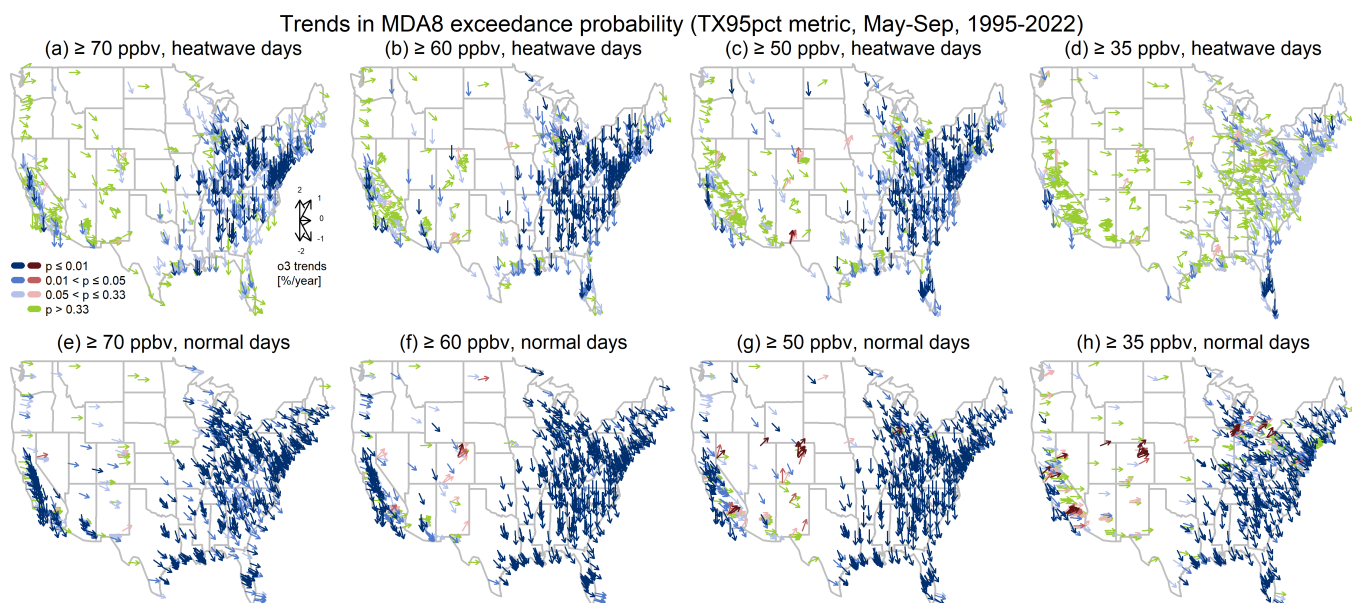 Trends in MDA8 exceedance probability (TX95pct metric, May-Sep, 1995-2022)
(a) ≥ 70 ppbv, heatwave days
(b) ≥ 60 ppbv, heatwave days
(c) ≥ 50 ppbv, heatwave days
(d) ≥ 35 ppbv, heatwave days
2
1
0
-1
-2
o3 trends
[%/year]
p ≤ 0.01
0.01 < p ≤ 0.05
0.05 < p ≤ 0.33
p > 0.33
(e) ≥ 70 ppbv, normal days
(f) ≥ 60 ppbv, normal days
(g) ≥ 50 ppbv, normal days
(h) ≥ 35 ppbv, normal days